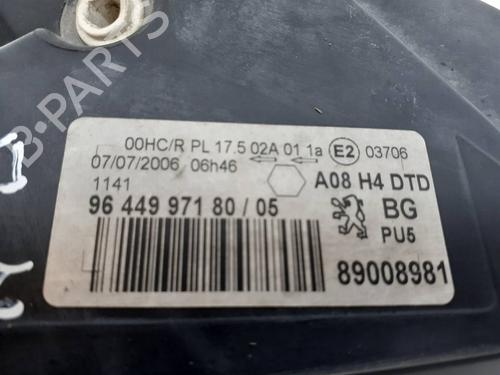 00HC/R PL 17.5 02A 01 1a E2 03706
07/07/2006 06h46
1141
A08 H4 DTD
96 449 971 80 / 05
BG
PU5
89008981
B-PARTS